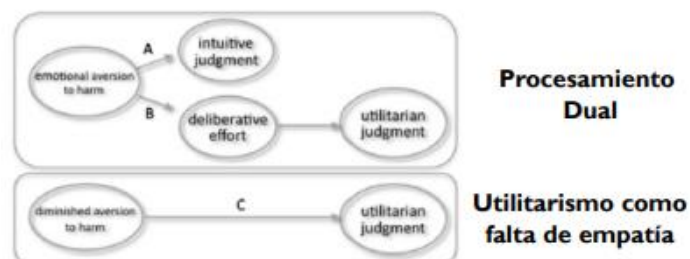 A
intuitive
judgment
emotional aversion
to harm
B
deliberative
effort
utilitarian
judgment
Procesamiento
Dual
diminished aversion
to harm
C
utilitarian
judgment
Utilitarismo como
falta de empatía